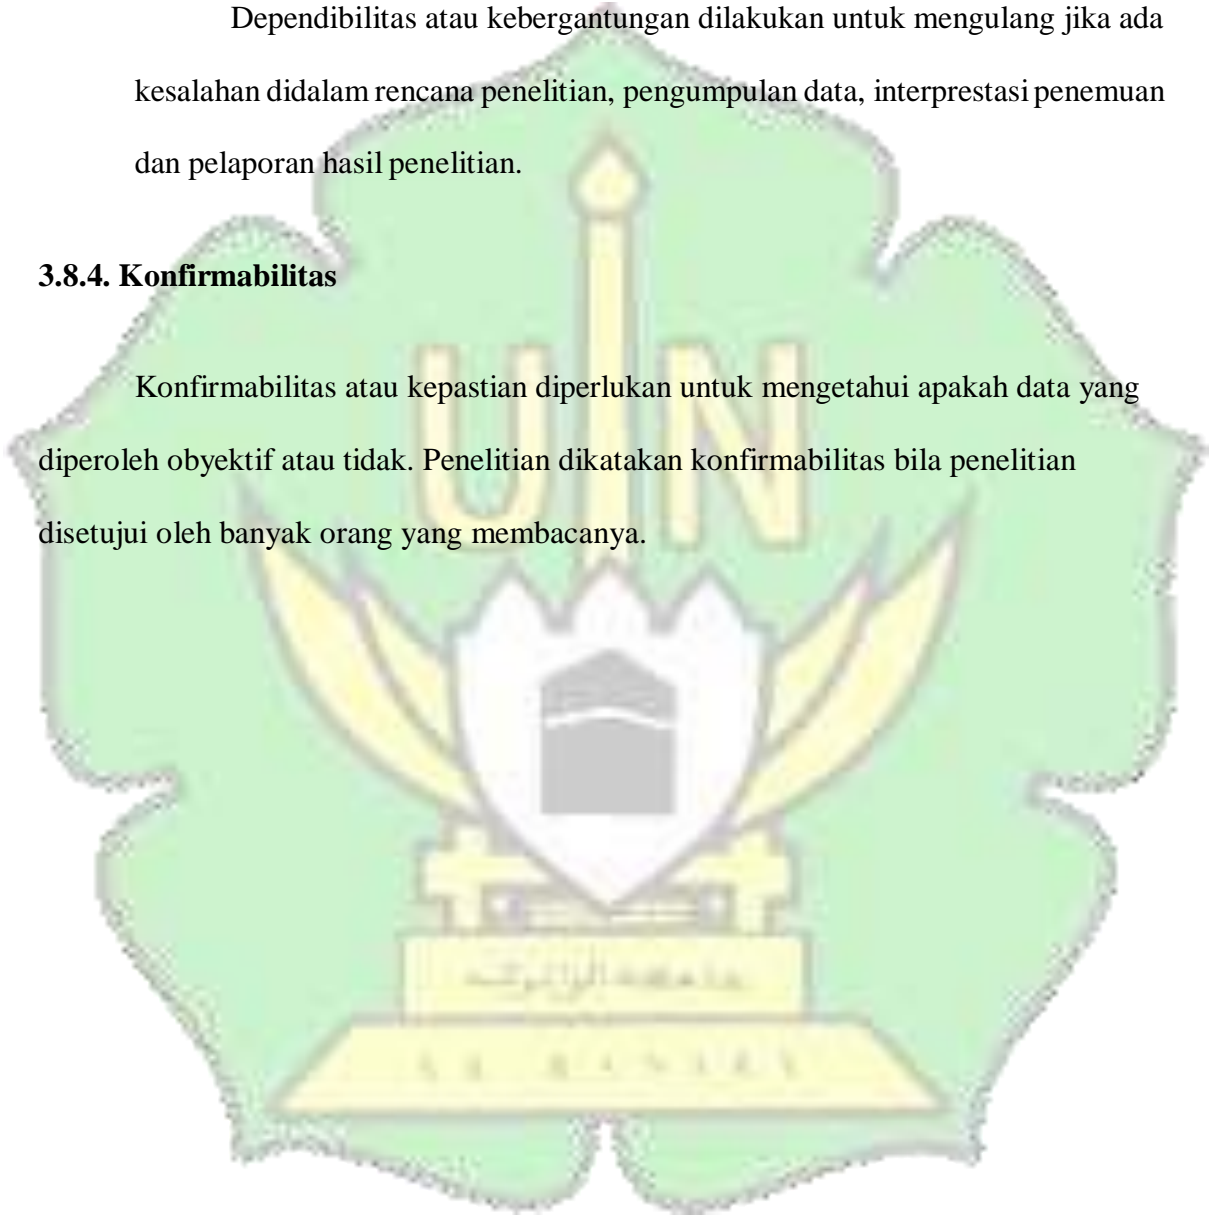 Dependibilitas atau kebergantungan dilakukan untuk mengulang jika ada
kesalahan didalam rencana penelitian, pengumpulan data, interprestasi penemuan
dan pelaporan hasil penelitian.
3.8.4. Konfirmabilitas
Konfirmabilitas atau kepastian diperlukan untuk mengetahui apakah data yang
diperoleh obyektif atau tidak. Penelitian dikatakan konfirmabilitas bila penelitian
disetujui oleh banyak orang yang membacanya.
UIN